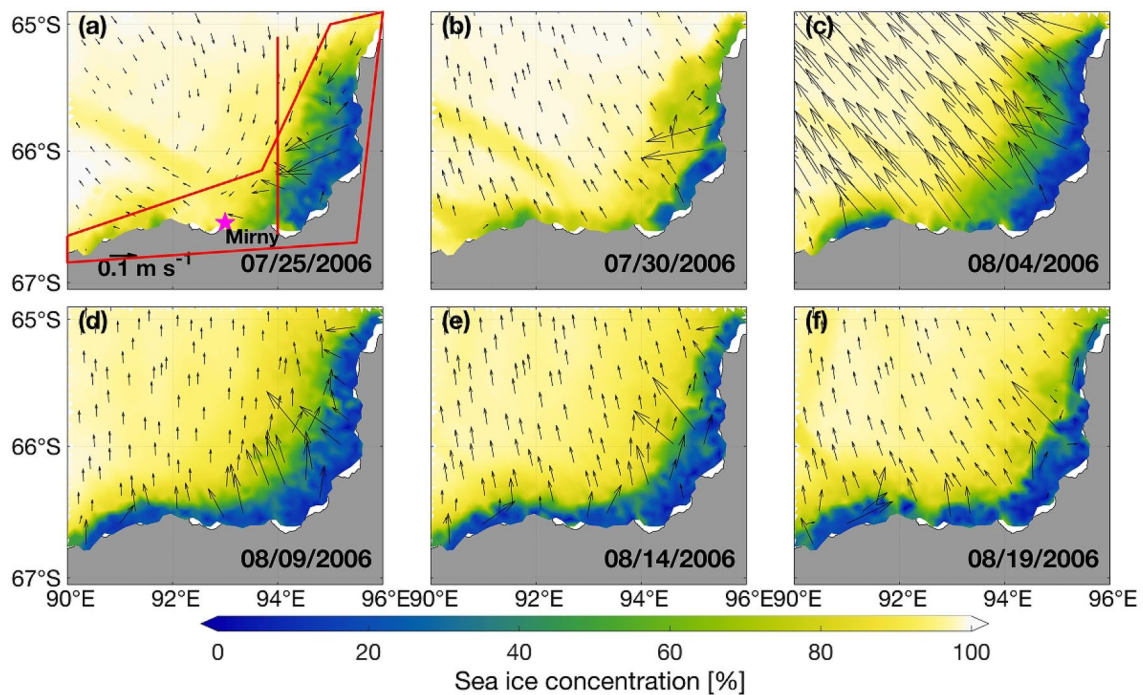 (a)
(b)
(c)
65°S
66°S
67°S
Mirny
0.1 m s⁻¹
07/25/2006
07/30/2006
08/04/2006
(d)
(e)
(f)
65°S
66°S
67°S
08/09/2006
08/14/2006
08/19/2006
90°E 92°E 94°E 96°E 90°E 92°E 94°E 96°E 90°E 92°E 94°E 96°E
0 20 40 60 80 100
Sea ice concentration [%]